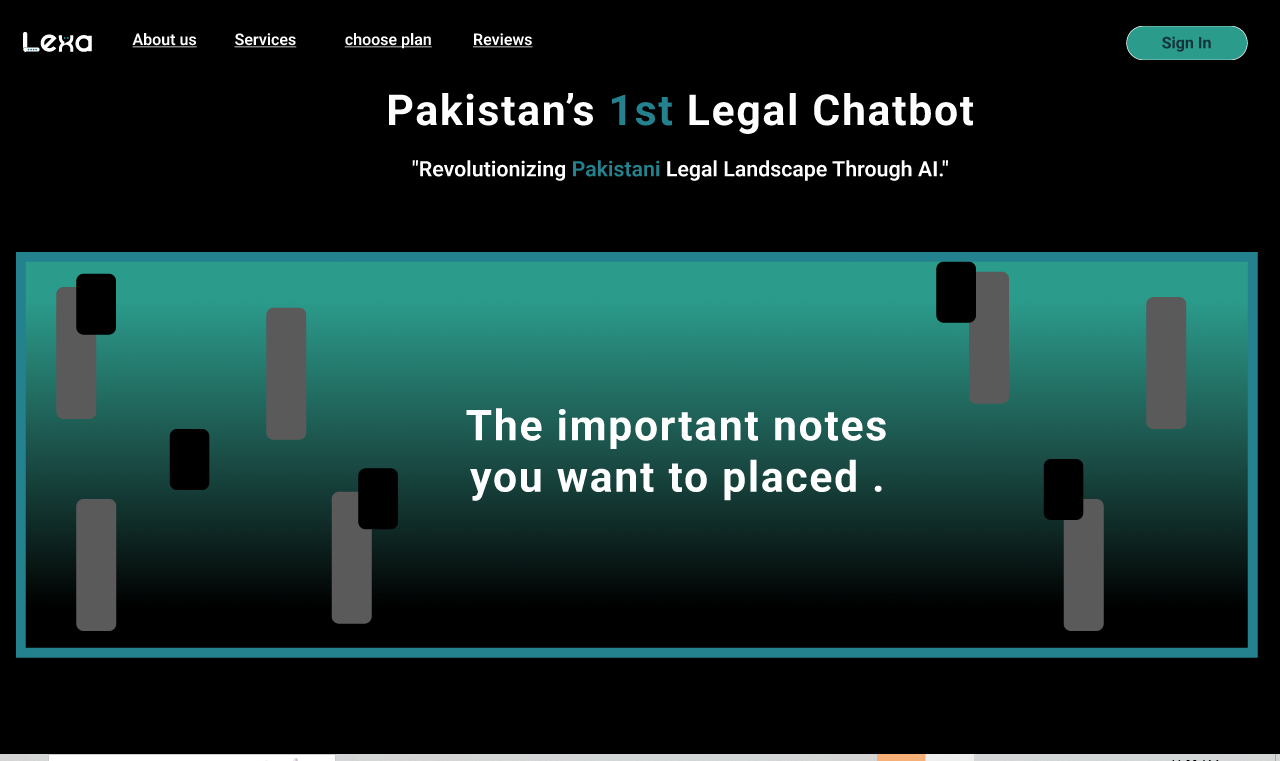 Lexa
About us
Services
choose plan
Reviews
Sign In
Pakistan’s 1st Legal Chatbot
"Revolutionizing Pakistani Legal Landscape Through AI."
The important notes
you want to placed .